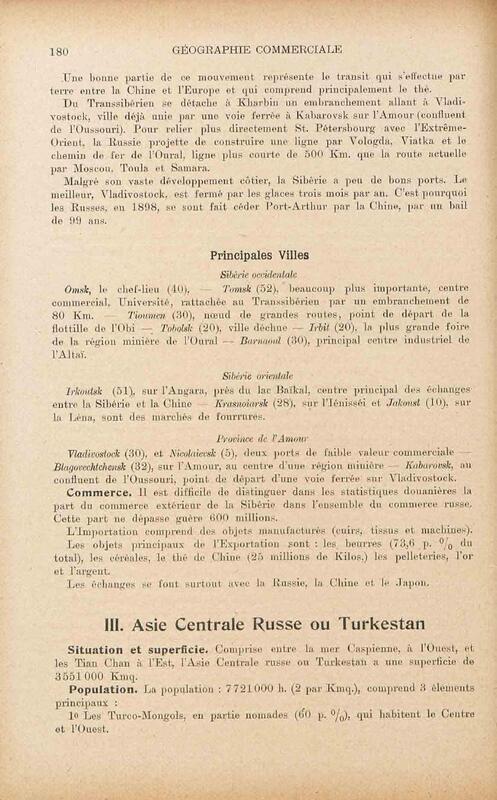 180
GÉOGRAPHIE COMMERCIALE
Une bonne partie de ce mouvement représente le transit qui s'effectue par
terre entre la Chine et l'Europe et qui comprend principalement le thé.
Du Transsibérien se détache à Kharbin un embranchement allant à Vladi-
vostock, ville déjà unie par une voie ferrée à Kabarovsk sur l'Amour (confluent
de l'Oussouri). Pour relier plus directement St. Pétersbourg avec l'Extrême-
Orient, la Russie projette de construire une ligne par Vologda, Viatka et le
chemin de fer de l'Oural, ligne plus courte de 500 Km. que la route actuelle
par Moscou, Toula et Samara.
Malgré son vaste développement côtier, la Sibérie a peu de bons ports. Le
meilleur, Vladivostock, est fermé par les glaces trois mois par an. C'est pourquoi
les Russes, en 1898, se sont fait céder Port-Arthur par la Chine, par un bail
de 99 ans.
Principales Villes
Sibérie occidentale
Omsk, le chef-lieu (40), — Tomsk (52), beaucoup plus importante, centre
commercial, Université, rattachée au Transsibérien par un embranchement de
80 Km. — Tioumen (30), nœud de grandes routes, point de départ de la
flottille de l'Obi — Tobolsk (20), ville déchue — Irbit (20), la plus grande foire
de la région minière de l'Oural — Barnaoul (30), principal centre industriel de
l'Altaï.
Sibérie orientale
Irkoutsk (51), sur l'Angara, près du lac Baïkal, centre principal des échanges
entre la Sibérie et la Chine — Krasnoiarsk (28), sur l'Iénisséi et Jakoust (10), sur
la Léna, sont des marchés de fourrures.
Province de l'Amour
Vladivostock (30), et Nicolaievsk (5), deux ports de faible valeur commerciale —
Blagovechtchensk (32), sur l'Amour, au centre d'une région minière — Kabarovsk, au
confluent de l'Oussouri, point de départ d'une voie ferrée sur Vladivostock.
Commerce. Il est difficile de distinguer dans les statistiques douanières la
part du commerce extérieur de la Sibérie dans l'ensemble du commerce russe.
Cette part ne dépasse guère 600 millions.
L'Importation comprend des objets manufacturés (cuirs, tissus et machines).
Les objets principaux de l'Exportation sont : les beurres (73,6 p. % du
total), les céréales, le thé de Chine (25 millions de Kilos,) les pelleteries, l'or
et l'argent.
Les échanges se font surtout avec la Russie, la Chine et le Japon.
III. Asie Centrale Russe ou Turkestan
Situation et superficie. Comprise entre la mer Caspienne, à l'Ouest, et
les Tian Chan à l'Est, l'Asie Centrale russe ou Turkestan a une superficie de
3 551 000 Kmq.
Population. La population : 7 721 000 h. (2 par Kmq.), comprend 3 éléments
principaux :
1º Les Turco-Mongols, en partie nomades (60 p. %), qui habitent le Centre
et l'Ouest.